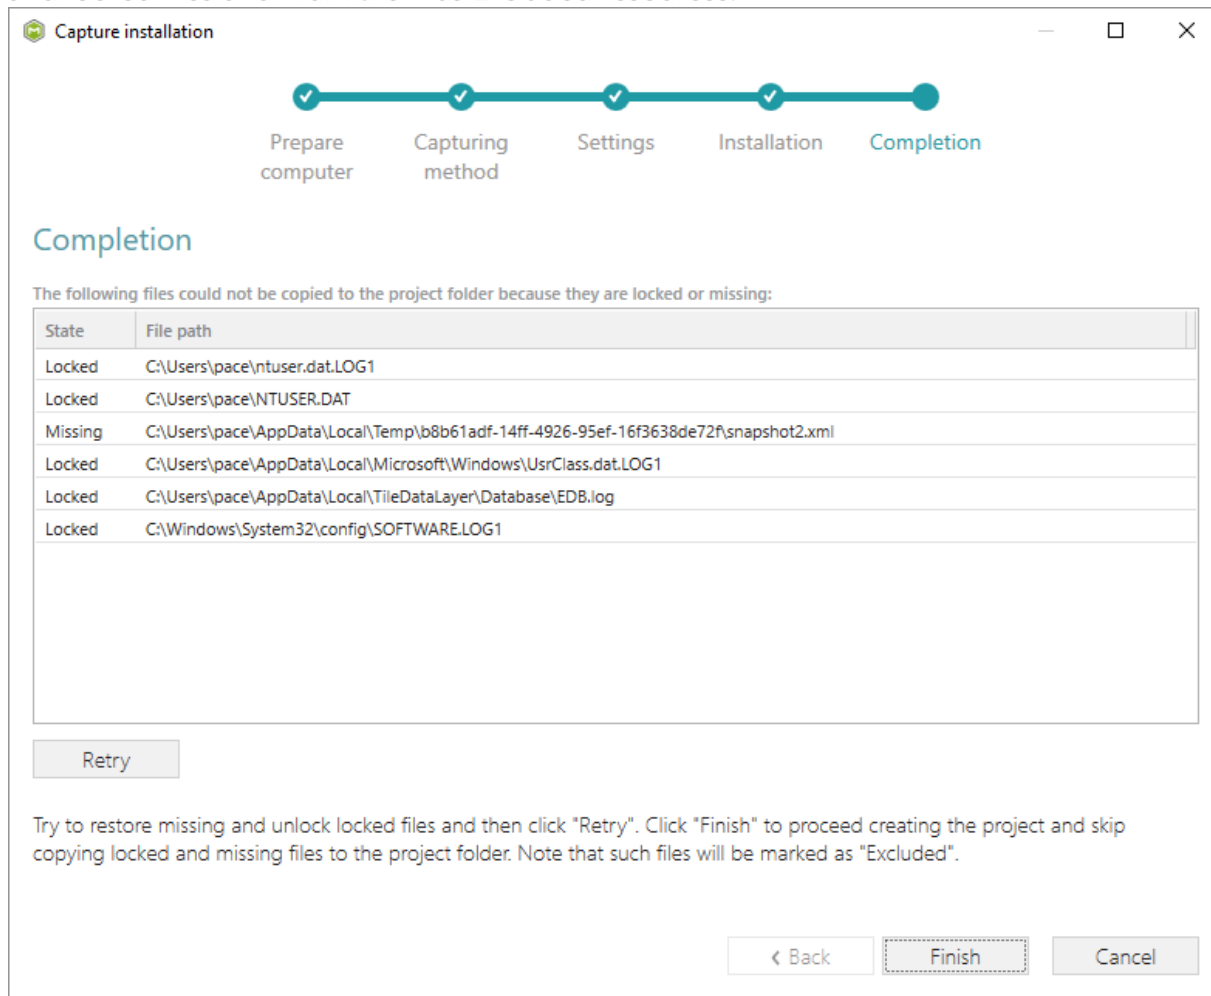 Capture installation
Prepare
computer
Capturing
method
Settings
Installation
Completion
Completion
The following files could not be copied to the project folder because they are locked or missing:
State File path
Locked C:\Users\pace\ntuser.dat.LOG1
Locked C:\Users\pace\NTUSER.DAT
Missing C:\Users\pace\AppData\Local\Temp\b8b61adf-14ff-4926-95ef-16f3638de72f\snapshot2.xml
Locked C:\Users\pace\AppData\Local\Microsoft\Windows\UsrClass.dat.LOG1
Locked C:\Users\pace\AppData\Local\TileDataLayer\Database\EDB.log
Locked C:\Windows\System32\config\SOFTWARE.LOG1
Retry
Try to restore missing and unlock locked files and then click "Retry". Click "Finish" to proceed creating the project and skip
copying locked and missing files to the project folder. Note that such files will be marked as "Excluded".
Back Finish Cancel